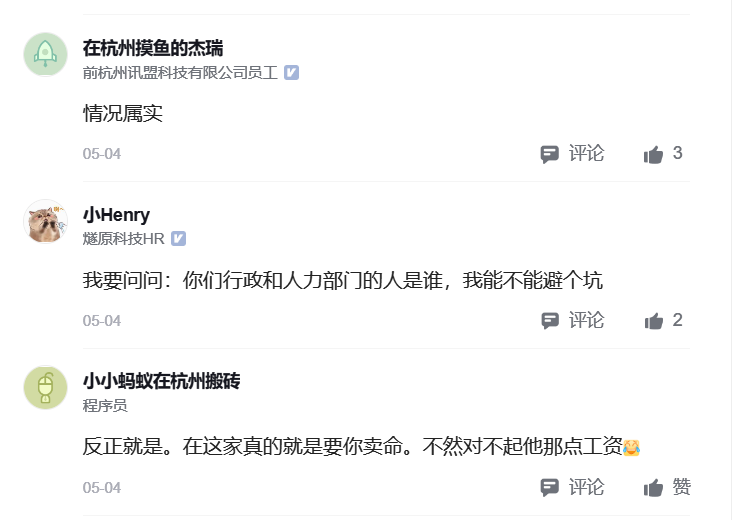 在杭州摸鱼的杰瑞
前杭州讯盟科技有限公司员工
情况属实
05-04 评论 3
小Henry
燧原科技HR
我要问问：你们行政和人力部门的人是谁，我能不能避个坑
05-04 评论 2
小小蚂蚁在杭州搬砖
程序员
反正就是。在这家真的就是要你卖命。不然对不起他那点工资😹
05-04 评论 赞